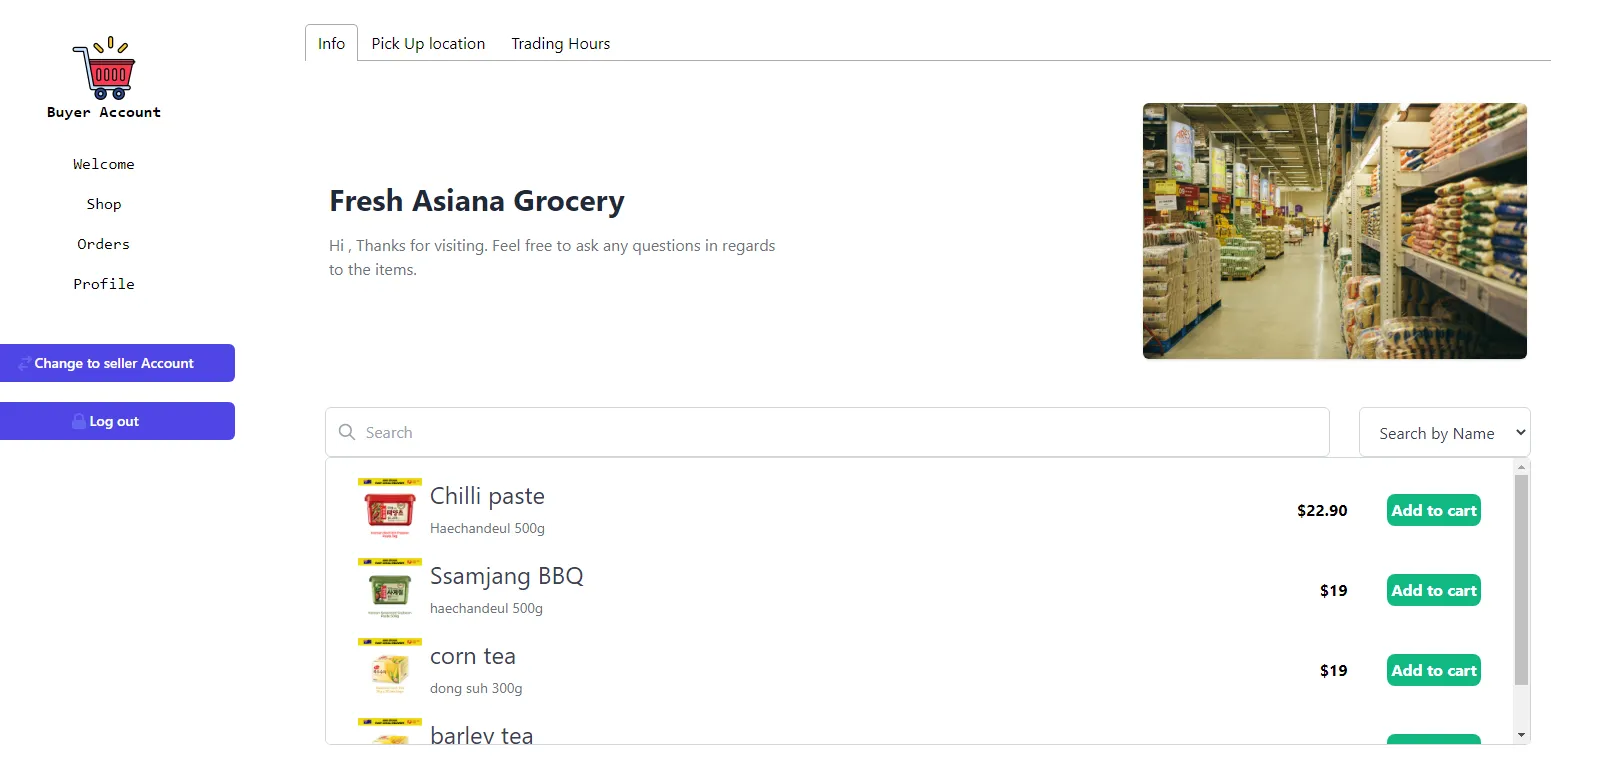 Info
Pick Up location
Trading Hours
Buyer Account
Welcome
Shop
Orders
Profile
Change to seller Account
Log out
Fresh Asiana Grocery
Hi , Thanks for visiting. Feel free to ask any questions in regards
to the items.
Search
Search by Name
Chilli paste
Haechandeul 500g
$22.90
Add to cart
Ssamjang BBQ
haechandeul 500g
$19
Add to cart
corn tea
dong suh 300g
$19
Add to cart
barley tea